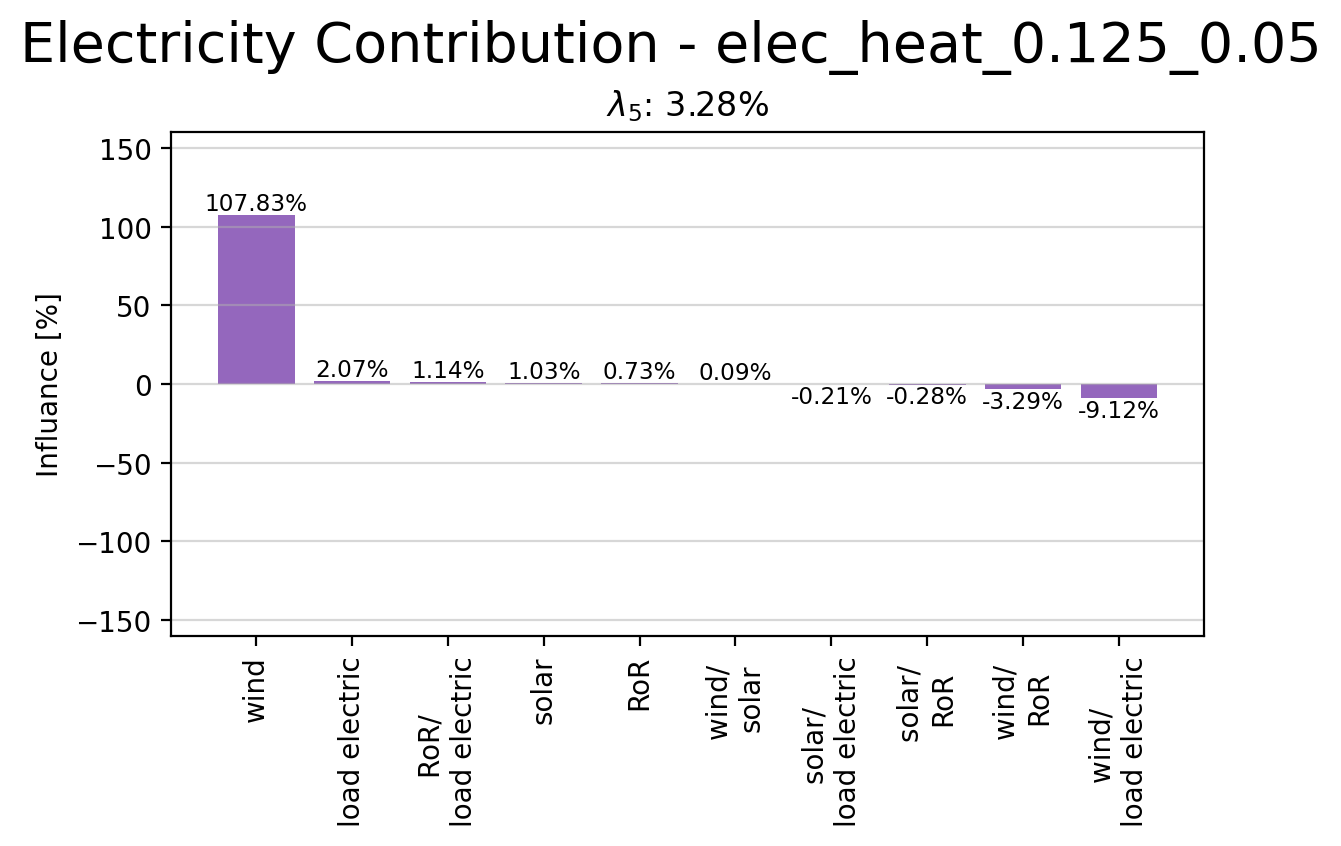 Electricity Contribution - elec_heat_0.125_0.05
λ₅: 3.28%
Influance [%]
150
100
50
0
−50
−100
−150
107.83%
2.07%
1.14%
1.03%
0.73%
0.09%
-0.21%
-0.28%
-3.29%
-9.12%
wind
load electric
RoR/
load electric
solar
RoR
wind/
solar
solar/
load electric
solar/
RoR
wind/
RoR
wind/
load electric